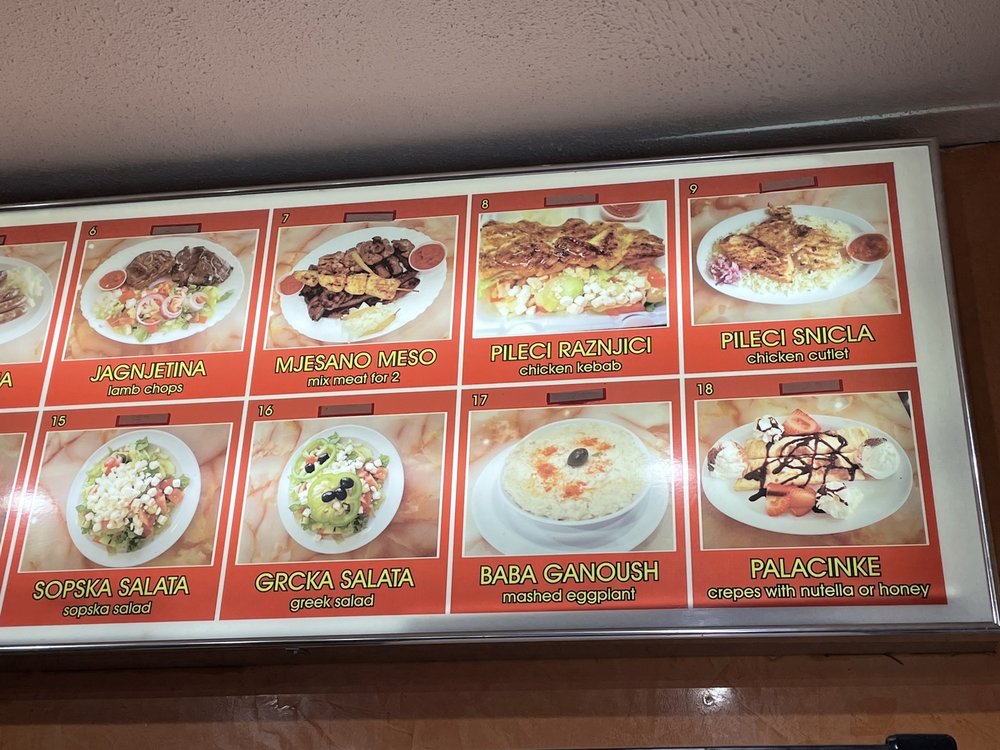 6
JAGNJETINA
lamb chops
7
MJESANO MESO
mix meat for 2
8
PILECI RAZNJICI
chicken kebab
9
PILECI SNICLA
chicken cutlet
15
SOPSKA SALATA
sopska salad
16
GRCKA SALATA
greek salad
17
BABA GANOUSH
mashed eggplant
18
PALACINKE
crepes with nutella or honey